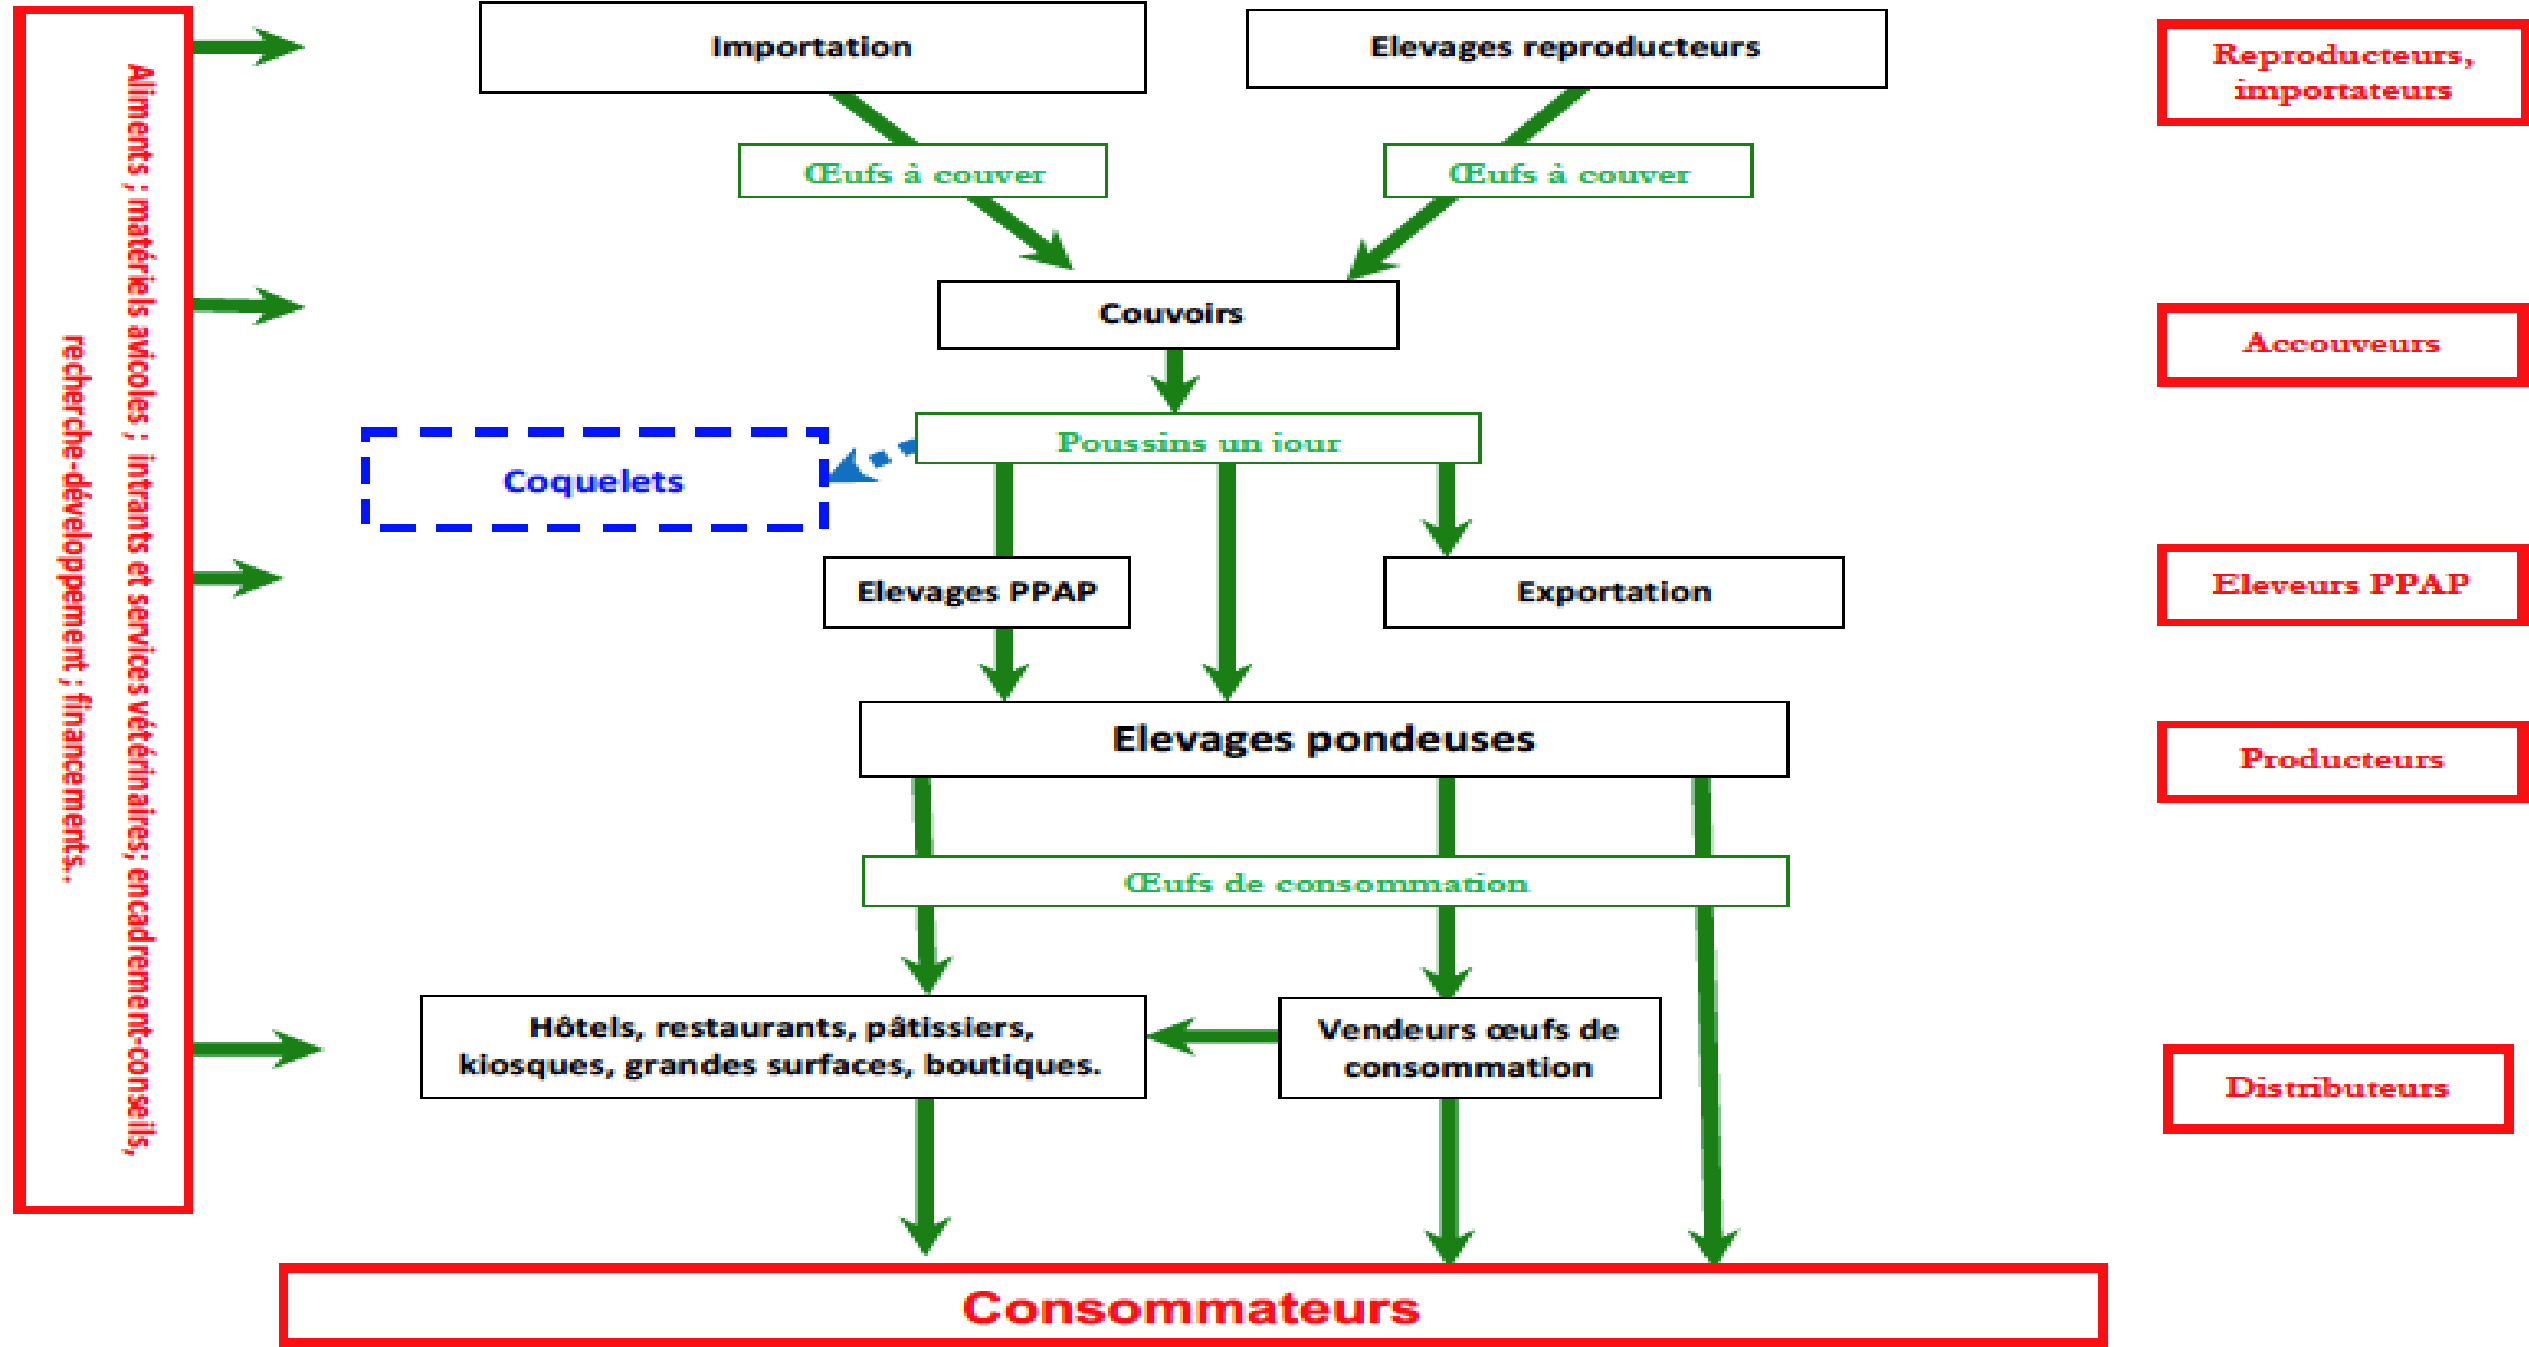 Aliments ; matériels avicoles ; intrants et services vétérinaires; encadrement-conseils,
recherche-développement ; financements..
Importation
Elevages reproducteurs
Reproducteurs,
importateurs
Œufs à couver
Œufs à couver
Couvoirs
Accouveurs
Poussins un jour
Coquelets
Elevages PPAP
Exportation
Eleveurs PPAP
Elevages pondeuses
Producteurs
Œufs de consommation
Hôtels, restaurants, pâtissiers,
kiosques, grandes surfaces, boutiques.
Vendeurs œufs de
consommation
Distributeurs
Consommateurs